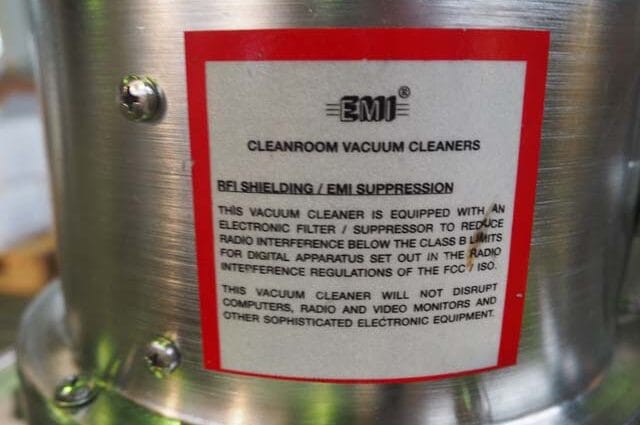 EMI®
CLEANROOM VACUUM CLEANERS
RFI SHIELDING / EMI SUPPRESSION
THIS VACUUM CLEANER IS EQUIPPED WITH AN
ELECTRONIC FILTER / SUPPRESSOR TO REDUCE
RADIO INTERFERENCE BELOW THE CLASS B LIMITS
FOR DIGITAL APPARATUS SET OUT IN THE RADIO
INTERFERENCE REGULATIONS OF THE FCC / ISO.
THIS VACUUM CLEANER WILL NOT DISRUPT
COMPUTERS, RADIO AND VIDEO MONITORS AND
OTHER SOPHISTICATED ELECTRONIC EQUIPMENT.